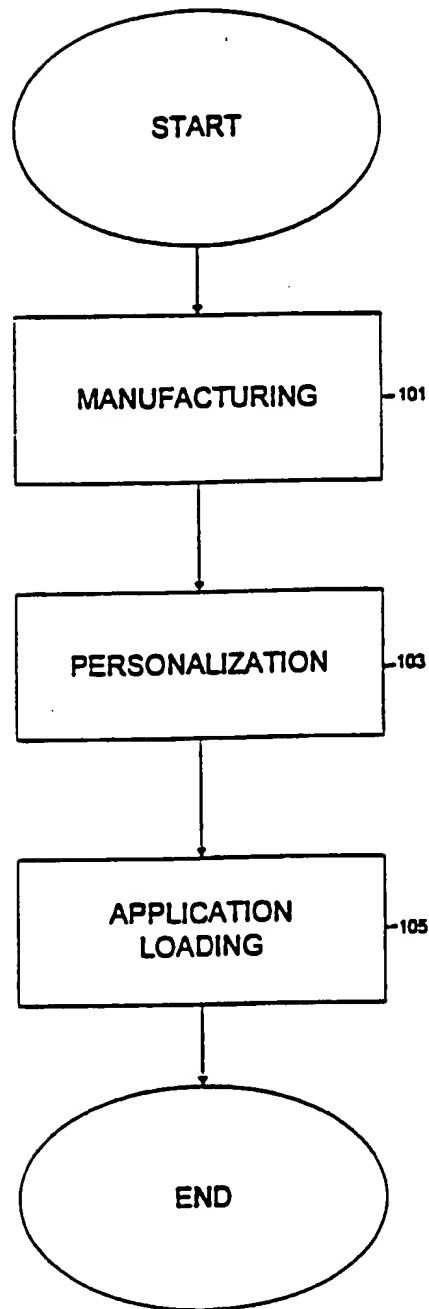 START
MANUFACTURING
101
PERSONALIZATION
103
APPLICATION
LOADING
105
END